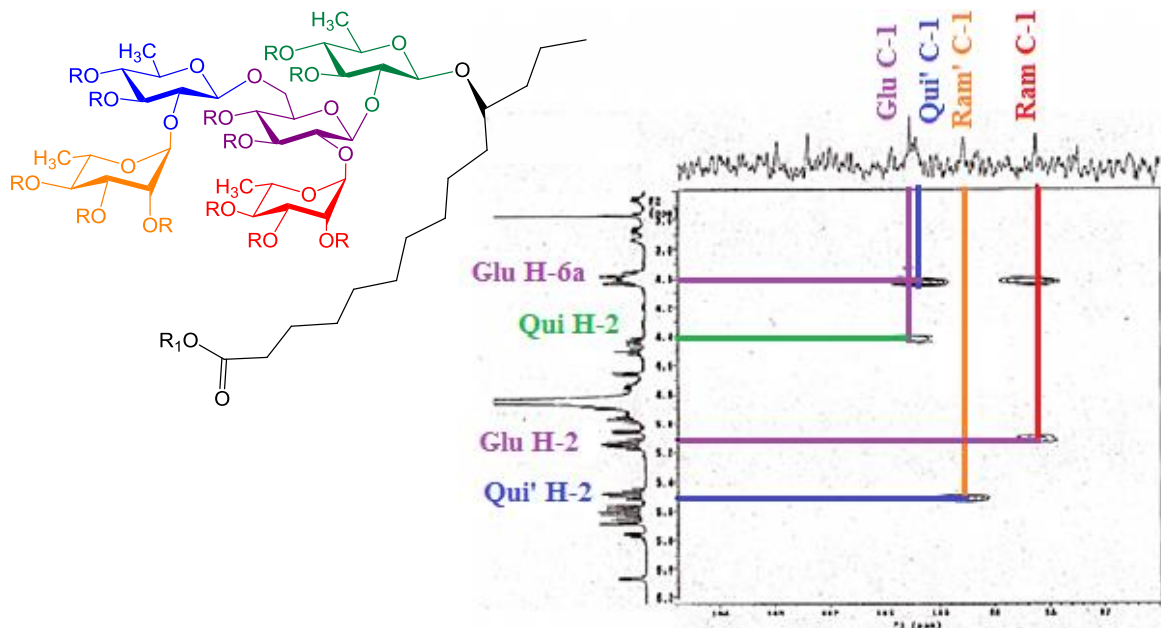 H₃C
RO
RO
O
O
O
H₃C
RO
RO
O
O
O
RO
RO
O
O
O
H₃C
RO
RO
OR
O
H₃C
RO
RO
OR
O
R₁O
O
Glu C-1
Qui' C-1
Ram' C-1
Ram C-1
Glu H-6a
Qui H-2
Glu H-2
Qui' H-2